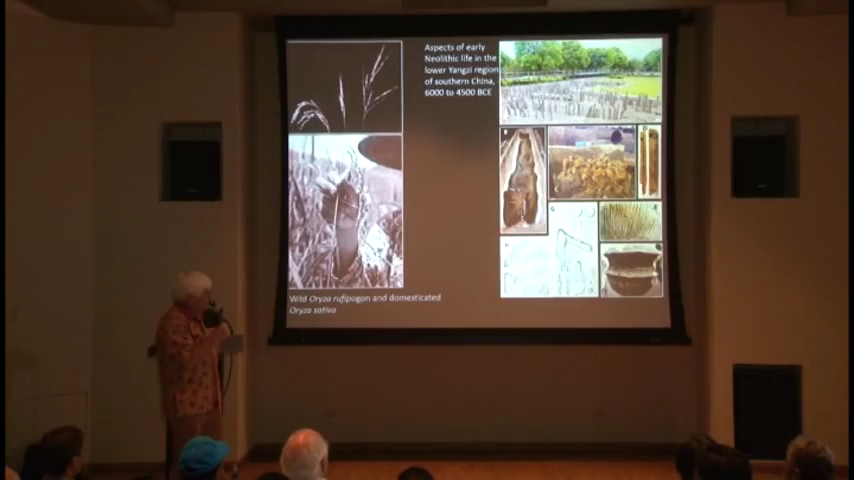 Aspects of early
Neolithic life in the
lower Yangzi region
of southern China,
6000 to 4500 BCE
Wild Oryza rufipogon and domesticated
Oryza sativa